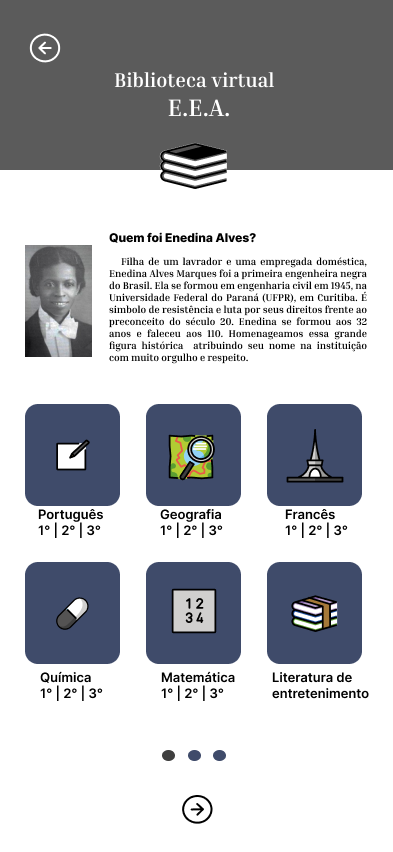 Biblioteca virtual
E.E.A.
Quem foi Enedina Alves?
Filha de um lavrador e uma empregada doméstica,
Enedina Alves Marques foi a primeira engenheira negra
do Brasil. Ela se formou em engenharia civil em 1945, na
Universidade Federal do Paraná (UFPR), em Curitiba. É
simbolo de resistência e luta por seus direitos frente ao
preconceito do século 20. Enedina se formou aos 32
anos e faleceu aos 110. Homenageamos essa grande
figura histórica atribuindo seu nome na instituição
com muito orgulho e respeito.
Português
1° | 2° | 3°
Geografia
1° | 2° | 3°
Francês
1° | 2° | 3°
1 2
3 4
Química
1° | 2° | 3°
Matemática
1° | 2° | 3°
Literatura de
entretenimento